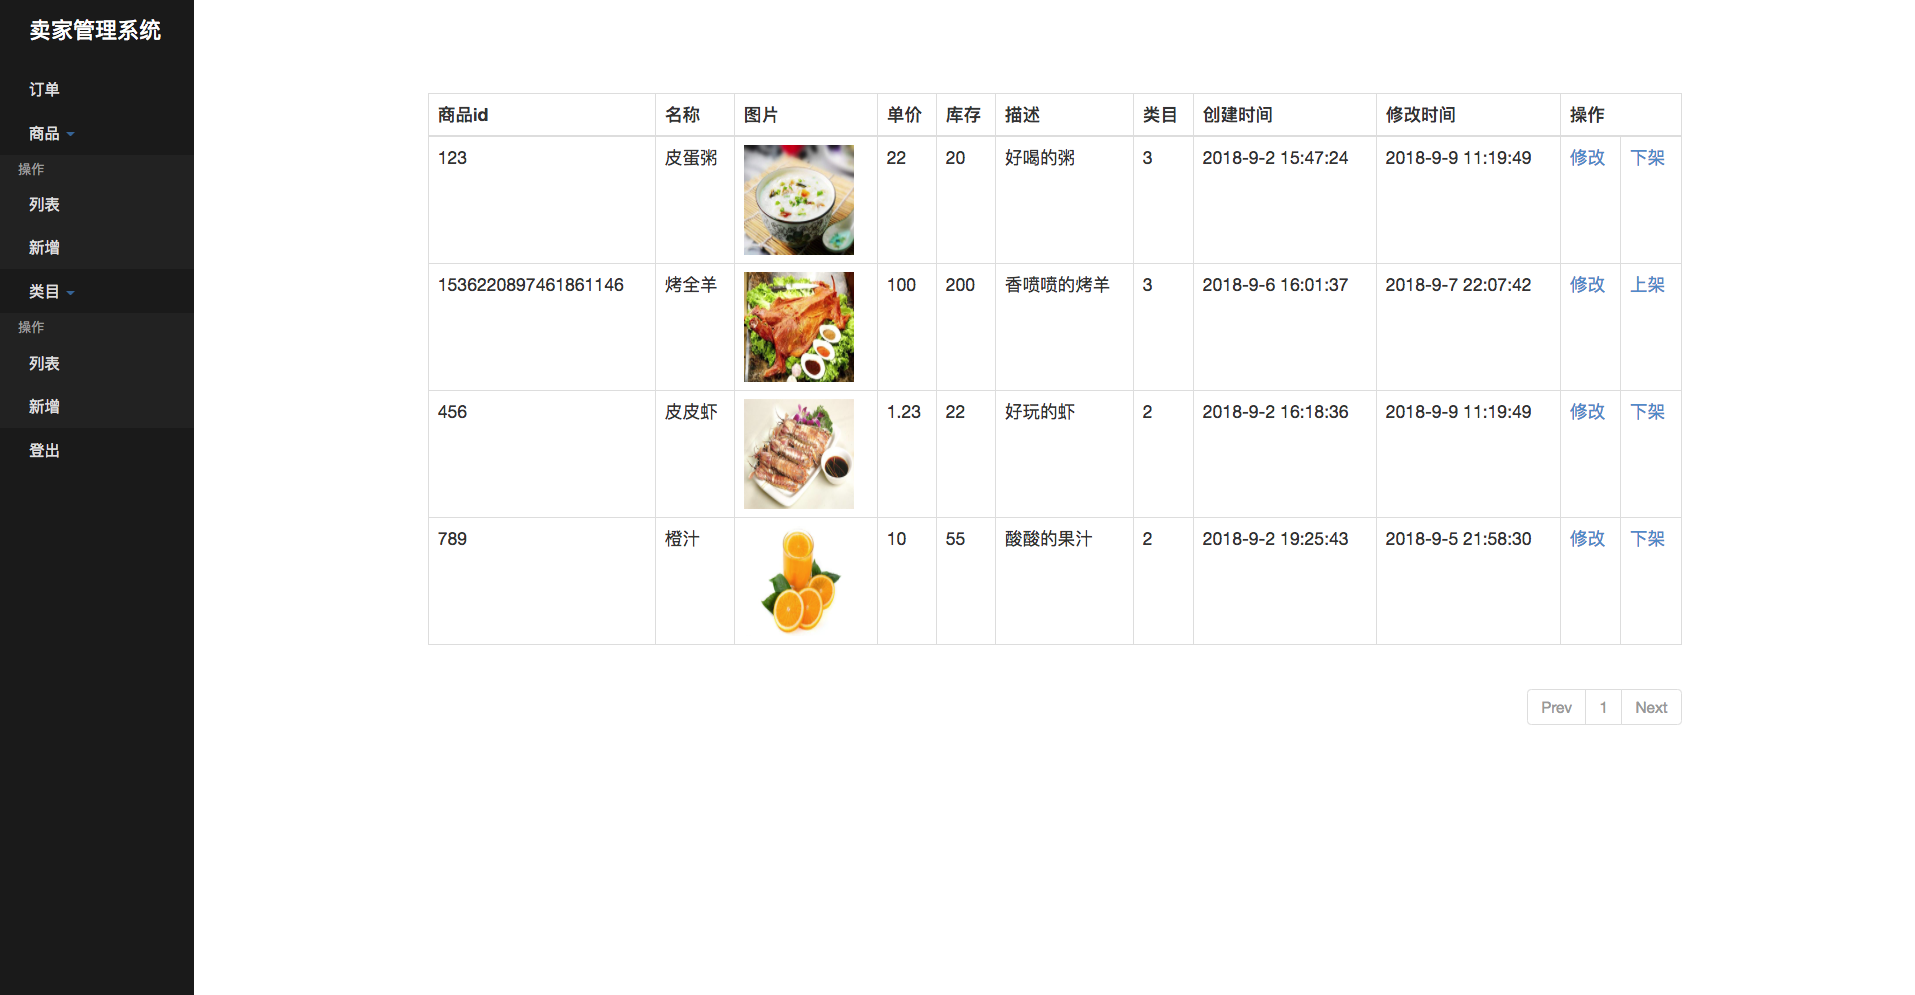 卖家管理系统
订单
商品
操作
列表
新增
类目
操作
列表
新增
登出
商品id 名称 图片 单价 库存 描述 类目 创建时间 修改时间 操作
123 皮蛋粥 22 20 好喝的粥 3 2018-9-2 15:47:24 2018-9-9 11:19:49 修改 下架
1536220897461861146 烤全羊 100 200 香喷喷的烤羊 3 2018-9-6 16:01:37 2018-9-7 22:07:42 修改 上架
456 皮皮虾 1.23 22 好玩的虾 2 2018-9-2 16:18:36 2018-9-9 11:19:49 修改 下架
789 橙汁 10 55 酸酸的果汁 2 2018-9-2 19:25:43 2018-9-5 21:58:30 修改 下架
Prev 1 Next